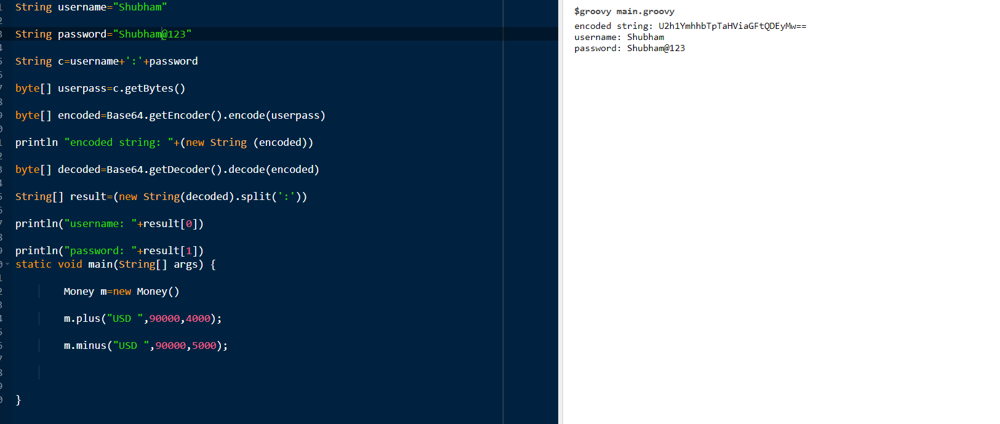 String username="Shubham"
String password="Shubham@123"
String c=username+':'+password
byte[] userpass=c.getBytes()
byte[] encoded=Base64.getEncoder().encode(userpass)
println "encoded string: "+(new String (encoded))
byte[] decoded=Base64.getDecoder().decode(encoded)
String[] result=(new String(decoded).split(':'))
println("username: "+result[0])
println("password: "+result[1])
static void main(String[] args) {
Money m=new Money()
m.plus("USD ",90000,4000);
m.minus("USD ",90000,5000);
}
$groovy main.groovy
encoded string: U2h1YmhhbTpTaHViaGFtQDEyMw==
username: Shubham
password: Shubham@123